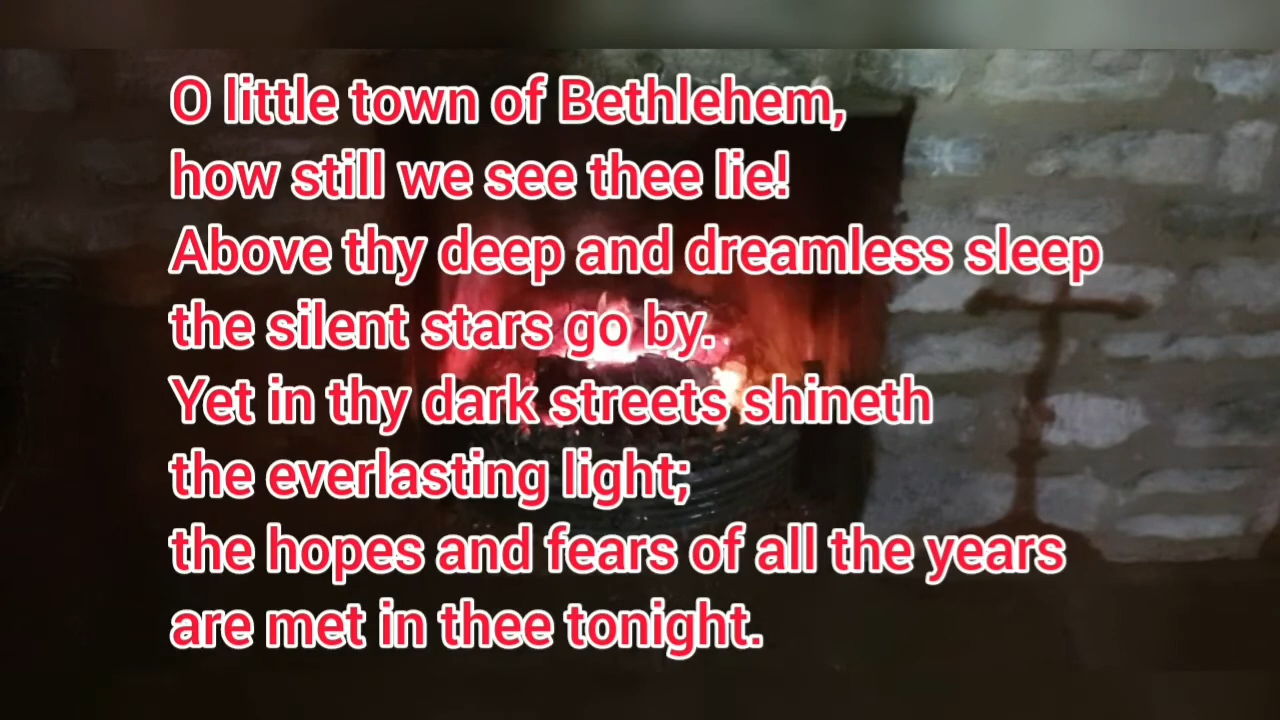 O little town of Bethlehem,
how still we see thee lie!
Above thy deep and dreamless sleep
the silent stars go by.
Yet in thy dark streets shineth
the everlasting light;
the hopes and fears of all the years
are met in thee tonight.